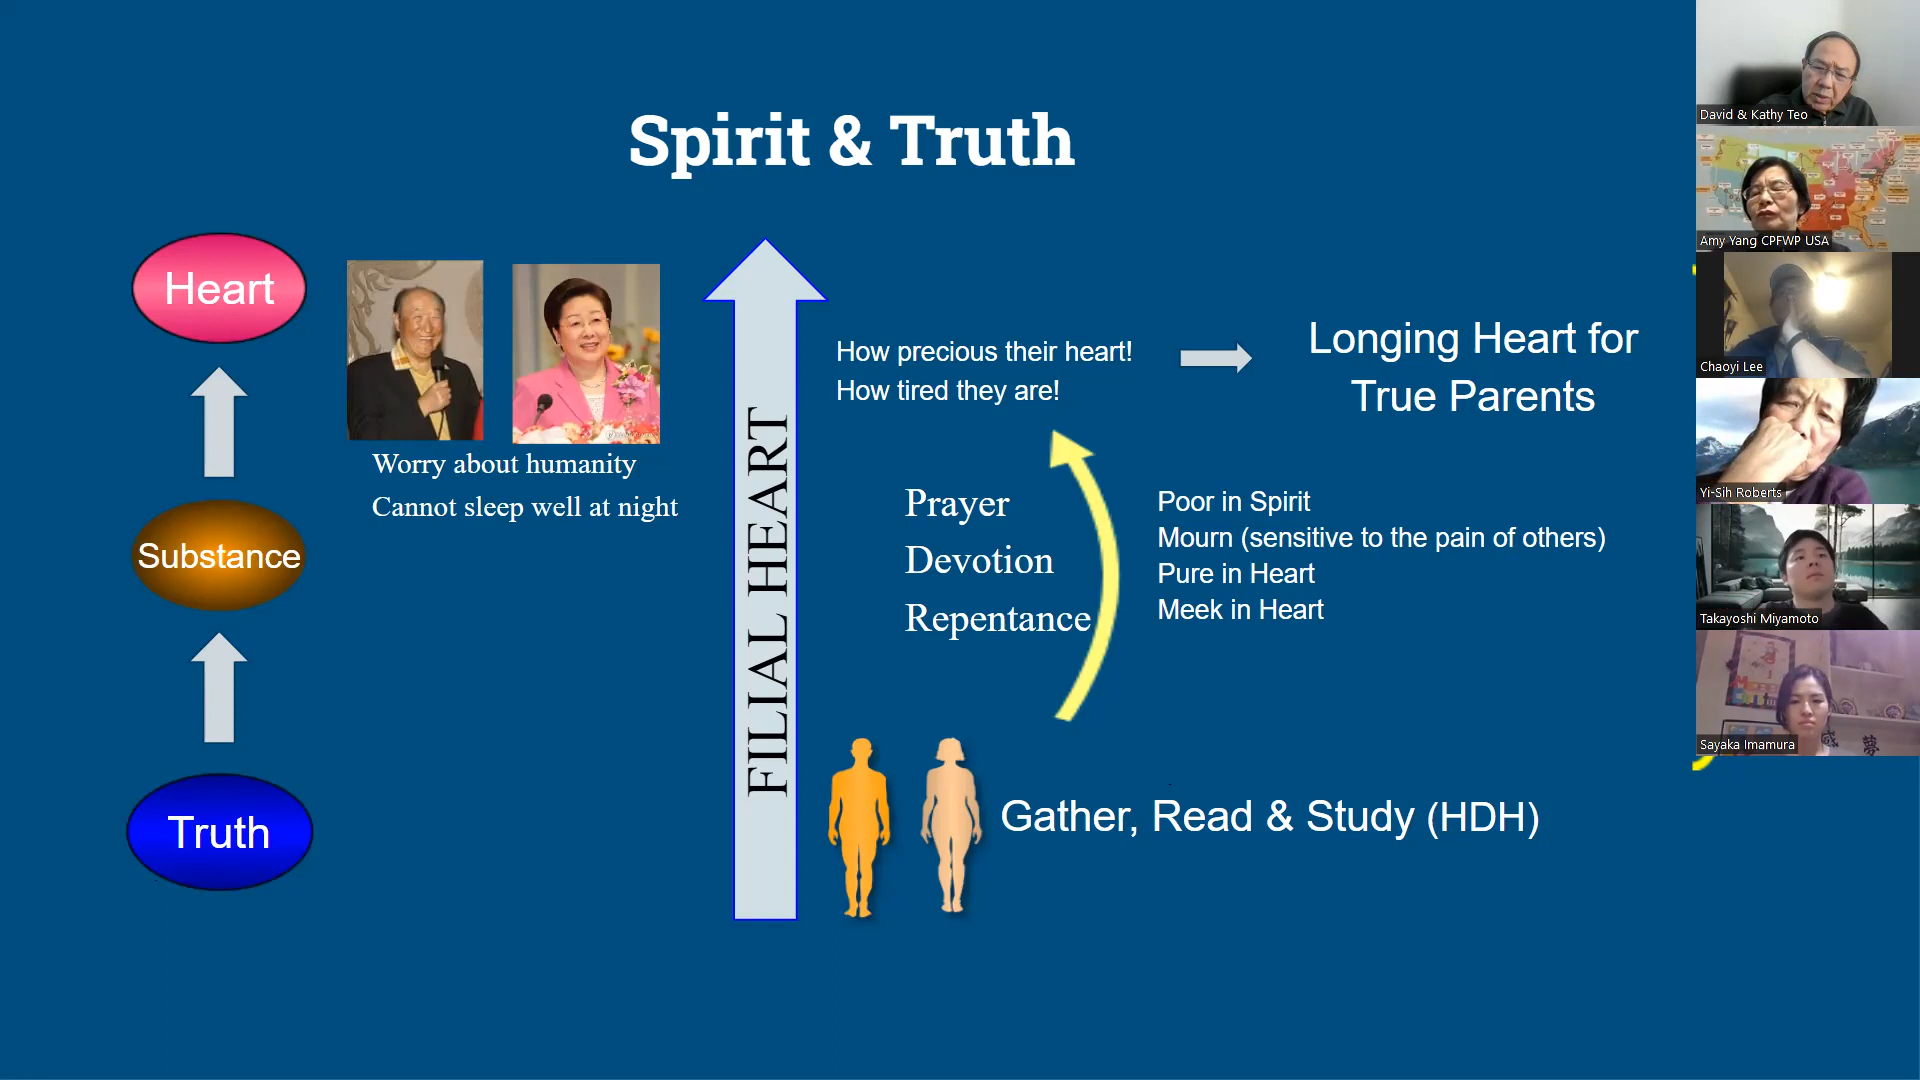 Spirit & Truth
Heart
Substance
Truth
Worry about humanity
Cannot sleep well at night
FILIAL HEART
How precious their heart!
How tired they are!
Longing Heart for
True Parents
Prayer
Devotion
Repentance
Poor in Spirit
Mourn (sensitive to the pain of others)
Pure in Heart
Meek in Heart
Gather, Read & Study (HDH)
David & Kathy Teo
Amy Yang CPFWP USA
Chaoyi Lee
Yi-Sih Roberts
Takayoshi Miyamoto
Sayaka Imamura